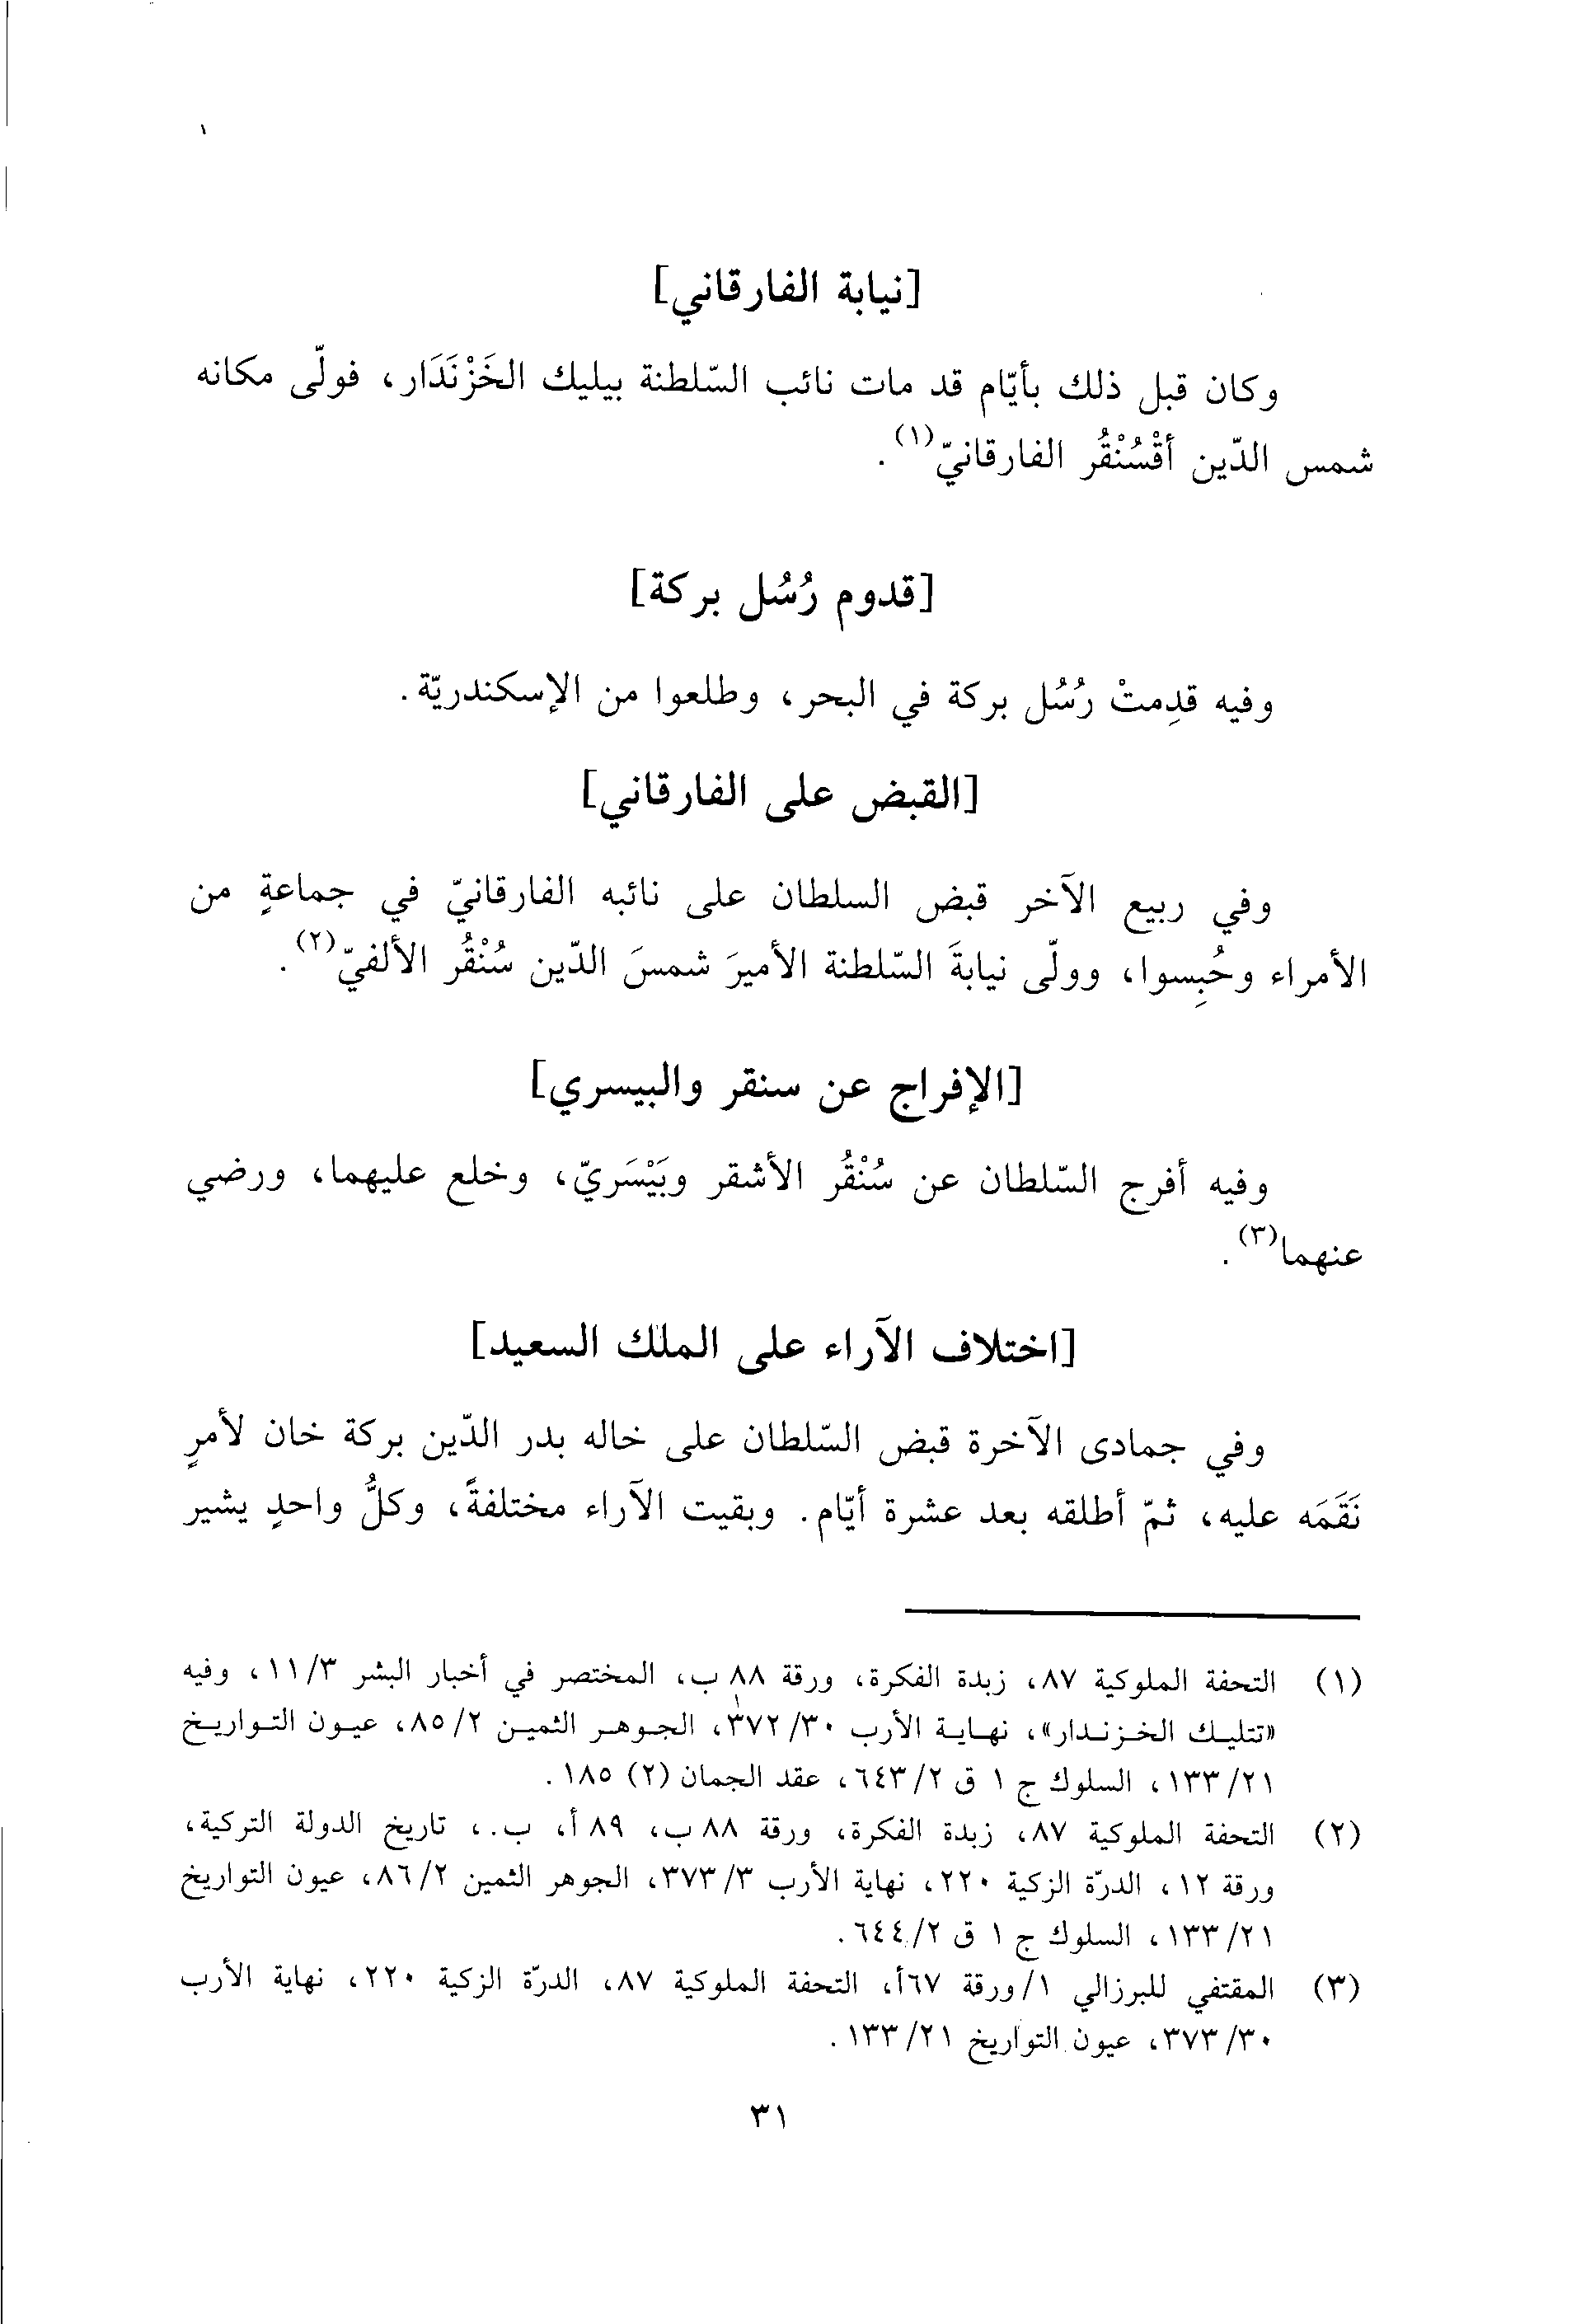 [نيابة الفارقاني]
وكان قبل ذلك بأيّام قد مات نائب السّلطنة بيليك الخَزْنَدَار، فولّى مكانه
شمس الدّين أقْسُنْقُر الفارقانيّ(١).
[قدوم رُسُل بركة]
وفيه قدِمتْ رُسُل بركة في البحر، وطلعوا من الإسكندريّة.
[القبض على الفارقاني]
وفي ربيع الآخر قبض السلطان على نائبه الفارقانيّ في جماعةٍ من
الأمراء وحُبِسوا، وولّى نيابةَ السّلطنة الأميرَ شمسَ الدّين سُنْقُر الألفيّ(٢).
[الإفراج عن سنقر والبيسري]
وفيه أفرج السّلطان عن سُنْقُر الأشقر وبَيْسَريّ، وخلع عليهما، ورضي
عنهما(٣).
[اختلاف الآراء على الملك السعيد]
وفي جمادى الآخرة قبض السّلطان على خاله بدر الدّين بركة خان لأمرٍ
نَقَمَه عليه، ثمّ أطلقه بعد عشرة أيّام. وبقيت الآراء مختلفةً، وكلُّ واحدٍ يشير
(١) التحفة الملوكية ٨٧، زبدة الفكرة، ورقة ٨٨ ب، المختصر في أخبار البشر ١١/٣، وفيه
«تتليك الخزندار»، نهاية الأرب ٣٧٢/٣٠، الجوهر الثمين ٨٥/٢، عيون التواريخ
١٣٣/٢١، السلوك ج ١ ق ٦٤٣/٢، عقد الجمان (٢) ١٨٥.
(٢) التحفة الملوكية ٨٧، زبدة الفكرة، ورقة ٨٨ ب، ٨٩ أ، ب.، تاريخ الدولة التركية،
ورقة ١٢، الدرّة الزكية ٢٢٠، نهاية الأرب ٣٧٣/٣، الجوهر الثمين ٨٦/٢، عيون التواريخ
١٣٣/٢١، السلوك ج ١ ق ٦٤٤/٢.
(٣) المقتفي للبرزالي ١/ورقة ٦٧أ، التحفة الملوكية ٨٧، الدرّة الزكية ٢٢٠، نهاية الأرب
٣٧٣/٣٠، عيون التواريخ ١٣٣/٢١.
٣١